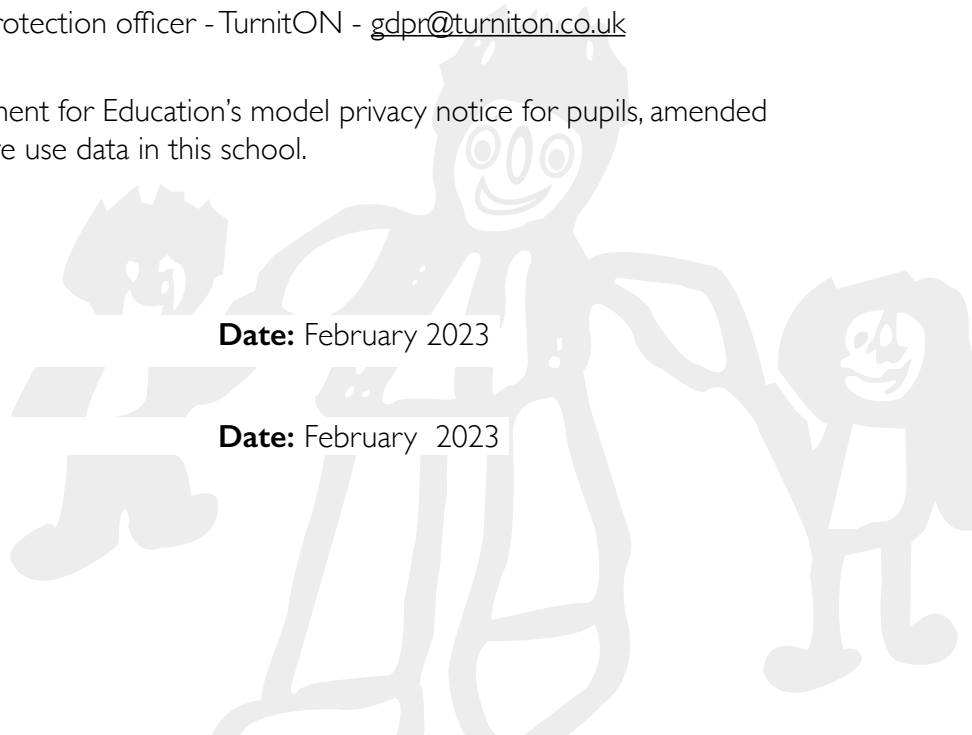 rotection officer - TurnitON - gdpr@turniton.co.uk
nent for Education's model privacy notice for pupils, amended
e use data in this school.
Date: February 2023
Date: February 2023